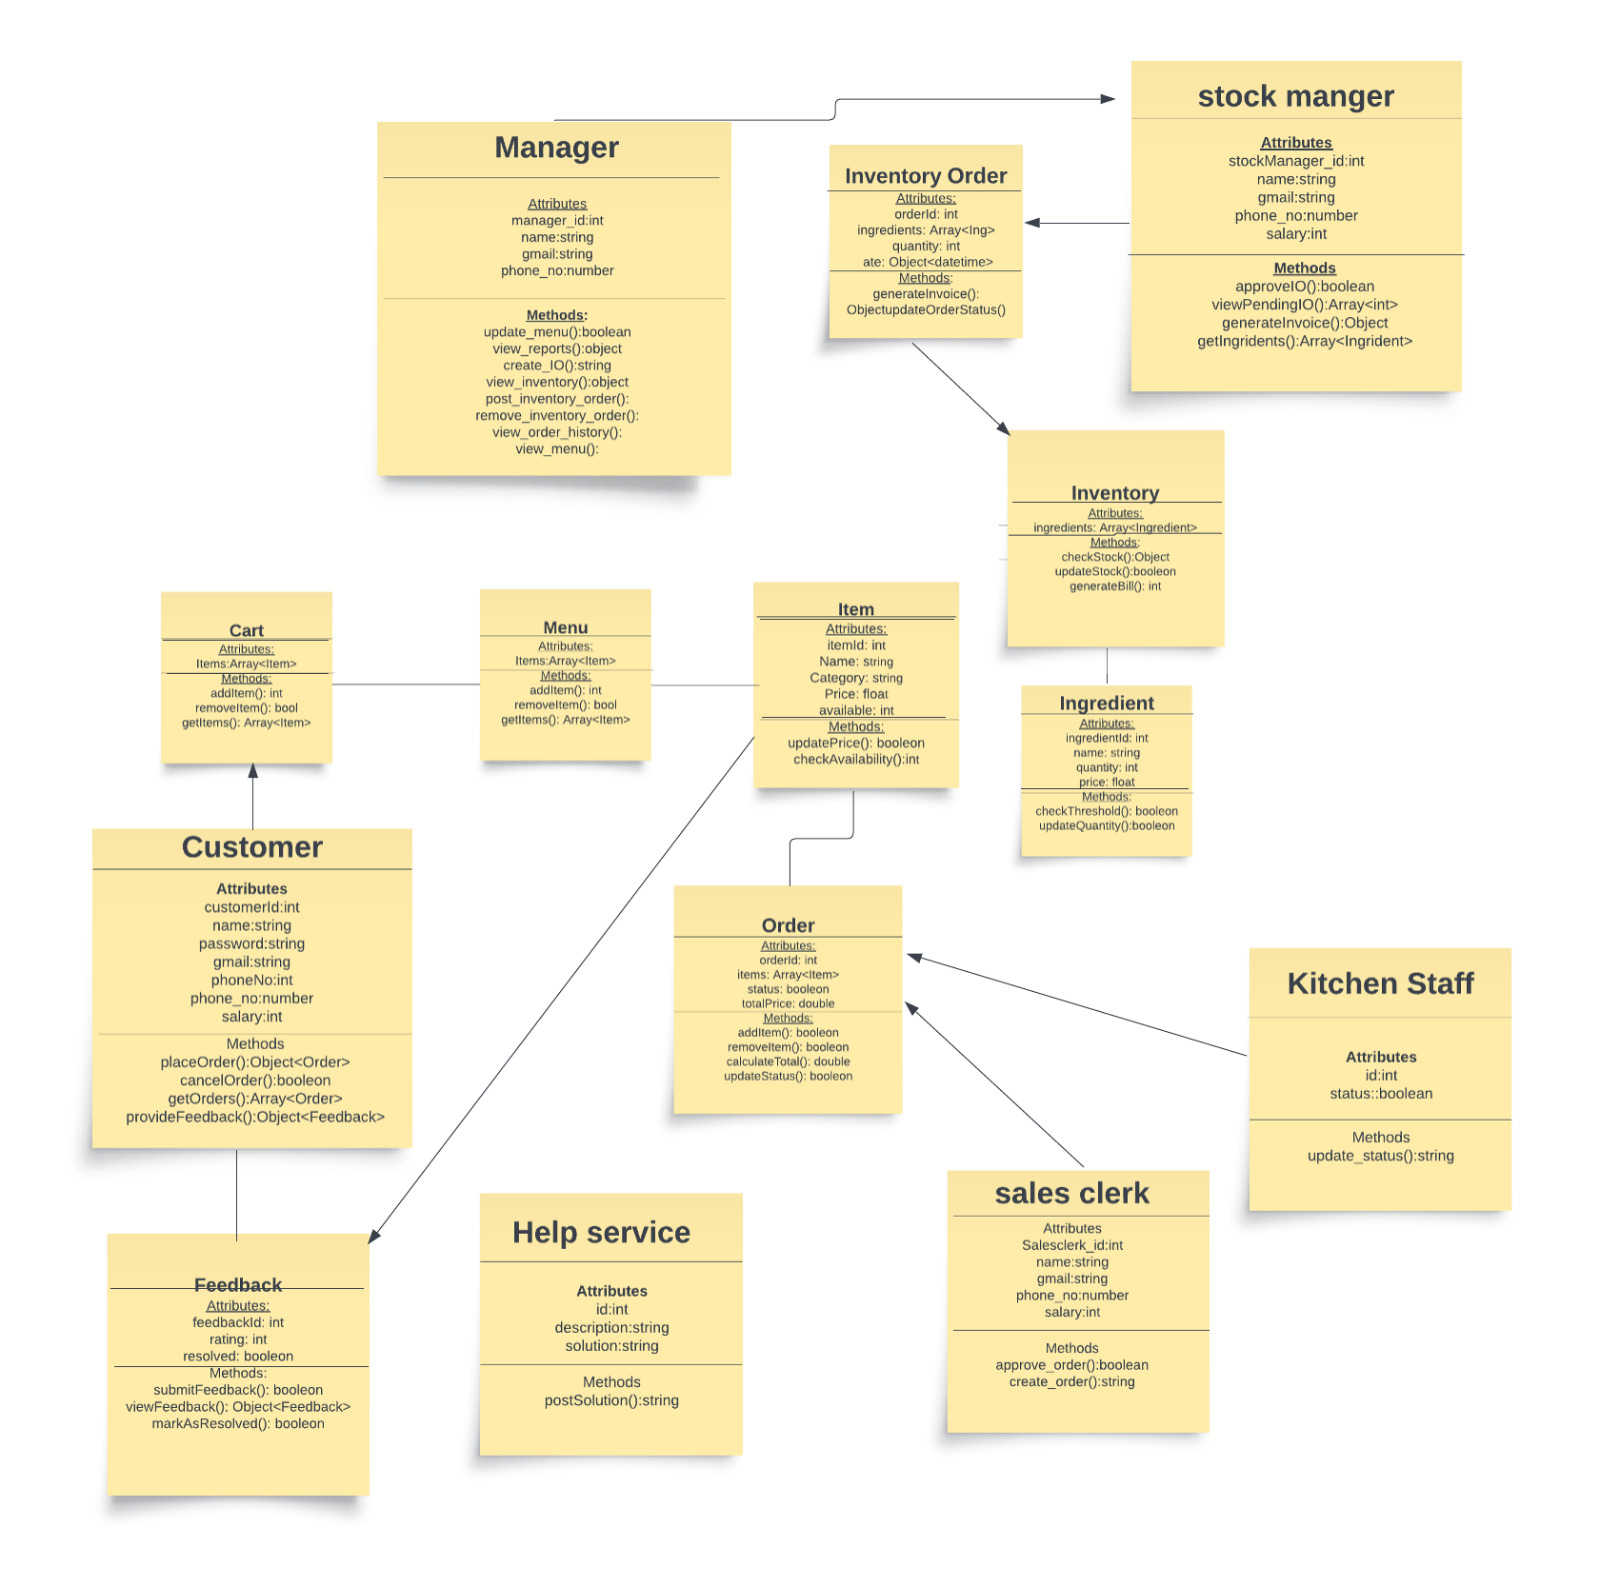 stock manger
Attributes
stockManager_id:int
name:string
gmail:string
phone_no:number
salary:int
Methods
approveIO():boolean
viewPendingIO():Array<int>
generateInvoice():Object
getIngridents():Array<Ingrident>
Manager
Attributes
manager_id:int
name:string
gmail:string
phone_no:number
Methods:
update_menu():boolean
view_reports():object
create_IO():string
view_inventory():object
post_inventory_order():
remove_inventory_order():
view_order_history():
view_menu():
Inventory Order
Attributes:
orderId: int
ingredients: Array<Ing>
quantity: int
ate: Object<datetime>
Methods:
generateInvoice():
ObjectupdateOrderStatus()
Inventory
Attributes:
ingredients: Array<Ingredient>
Methods:
checkStock():Object
updateStock():booleon
generateBill(): int
Cart
Attributes:
Items:Array<Item>
Methods:
addItem(): int
removeItem(): bool
getItems(): Array<Item>
Menu
Attributes:
Items:Array<Item>
Methods:
addItem(): int
removeItem(): bool
getItems(): Array<Item>
Item
Attributes:
itemId: int
Name: string
Category: string
Price: float
available: int
Methods:
updatePrice(): booleon
checkAvailability():int
Ingredient
Attributes:
ingredientId: int
name: string
quantity: int
price: float
Methods:
checkThreshold(): booleon
updateQuantity():booleon
Customer
Attributes
customerId:int
name:string
password:string
gmail:string
phoneNo:int
phone_no:number
salary:int
Methods
placeOrder():Object<Order>
cancelOrder():booleon
getOrders():Array<Order>
provideFeedback():Object<Feedback>
Order
Attributes:
orderId: int
items: Array<Item>
status: booleon
totalPrice: double
Methods:
addItem(): booleon
removeItem(): booleon
calculateTotal(): double
updateStatus(): booleon
Kitchen Staff
Attributes
id:int
status::boolean
Methods
update_status():string
sales clerk
Attributes
Salesclerk_id:int
name:string
gmail:string
phone_no:number
salary:int
Methods
approve_order():boolean
create_order():string
Help service
Attributes
id:int
description:string
solution:string
Methods
postSolution():string
Feedback
Attributes:
feedbackId: int
rating: int
resolved: booleon
Methods:
submitFeedback(): booleon
viewFeedback(): Object<Feedback>
markAsResolved(): booleon